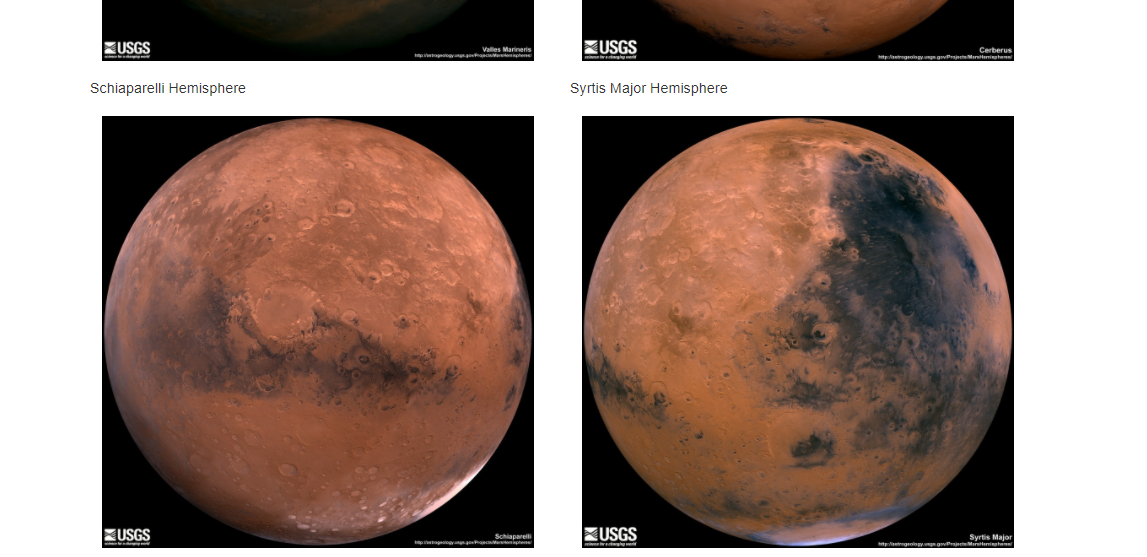 USGS
science for a changing world
Valles Marineris
http://astrogeology.usgs.gov/Projects/MarsHemispheres/
USGS
science for a changing world
Cerberus
http://astrogeology.usgs.gov/Projects/MarsHemispheres/
Schiaparelli Hemisphere
Syrtis Major Hemisphere
USGS
science for a changing world
Schiaparelli
http://astrogeology.usgs.gov/Projects/MarsHemispheres/
USGS
science for a changing world
Syrtis Major
http://astrogeology.usgs.gov/Projects/MarsHemispheres/